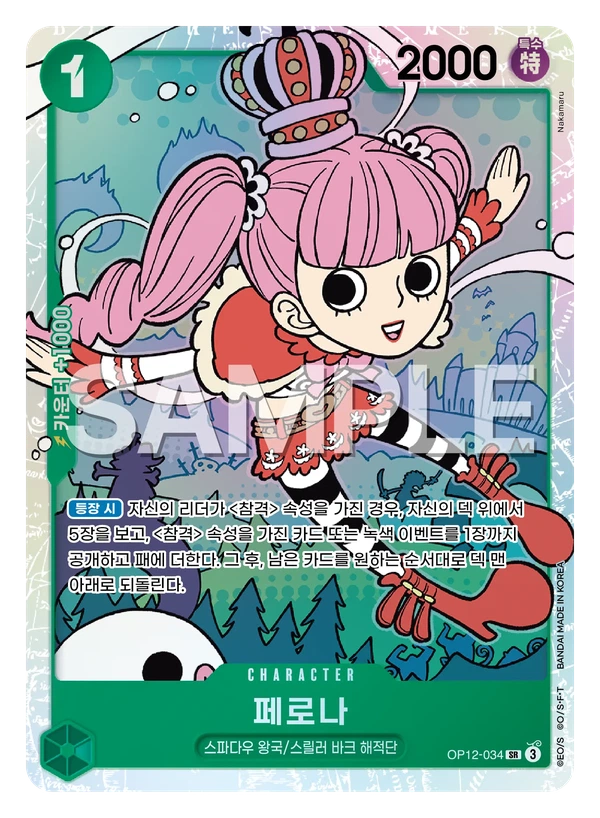 1
2000
특수
特
Nakamaru
카운터 +1000
SAMPLE
등장 시 자신의 리더가 <참격> 속성을 가진 경우, 자신의 덱 위에서
5장을 보고, <참격> 속성을 가진 카드 또는 녹색 이벤트를 1장까지
공개하고 패에 더한다. 그 후, 남은 카드를 원하는 순서대로 덱 맨
아래로 되돌린다.
CHARACTER
페로나
스파다우 왕국/스릴러 바크 해적단
OP12-034 SR 3
©EO/S ©O/S·F·T BANDAI MADE IN KOREA